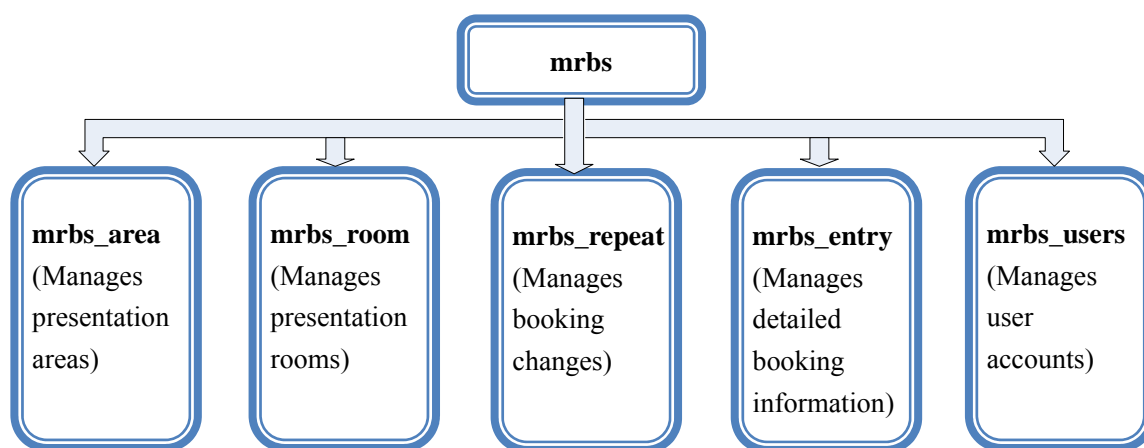 mrbs
mrbs_area
(Manages
presentation
areas)
mrbs_room
(Manages
presentation
rooms)
mrbs_repeat
(Manages
booking
changes)
mrbs_entry
(Manages
detailed
booking
information)
mrbs_users
(Manages
user
accounts)